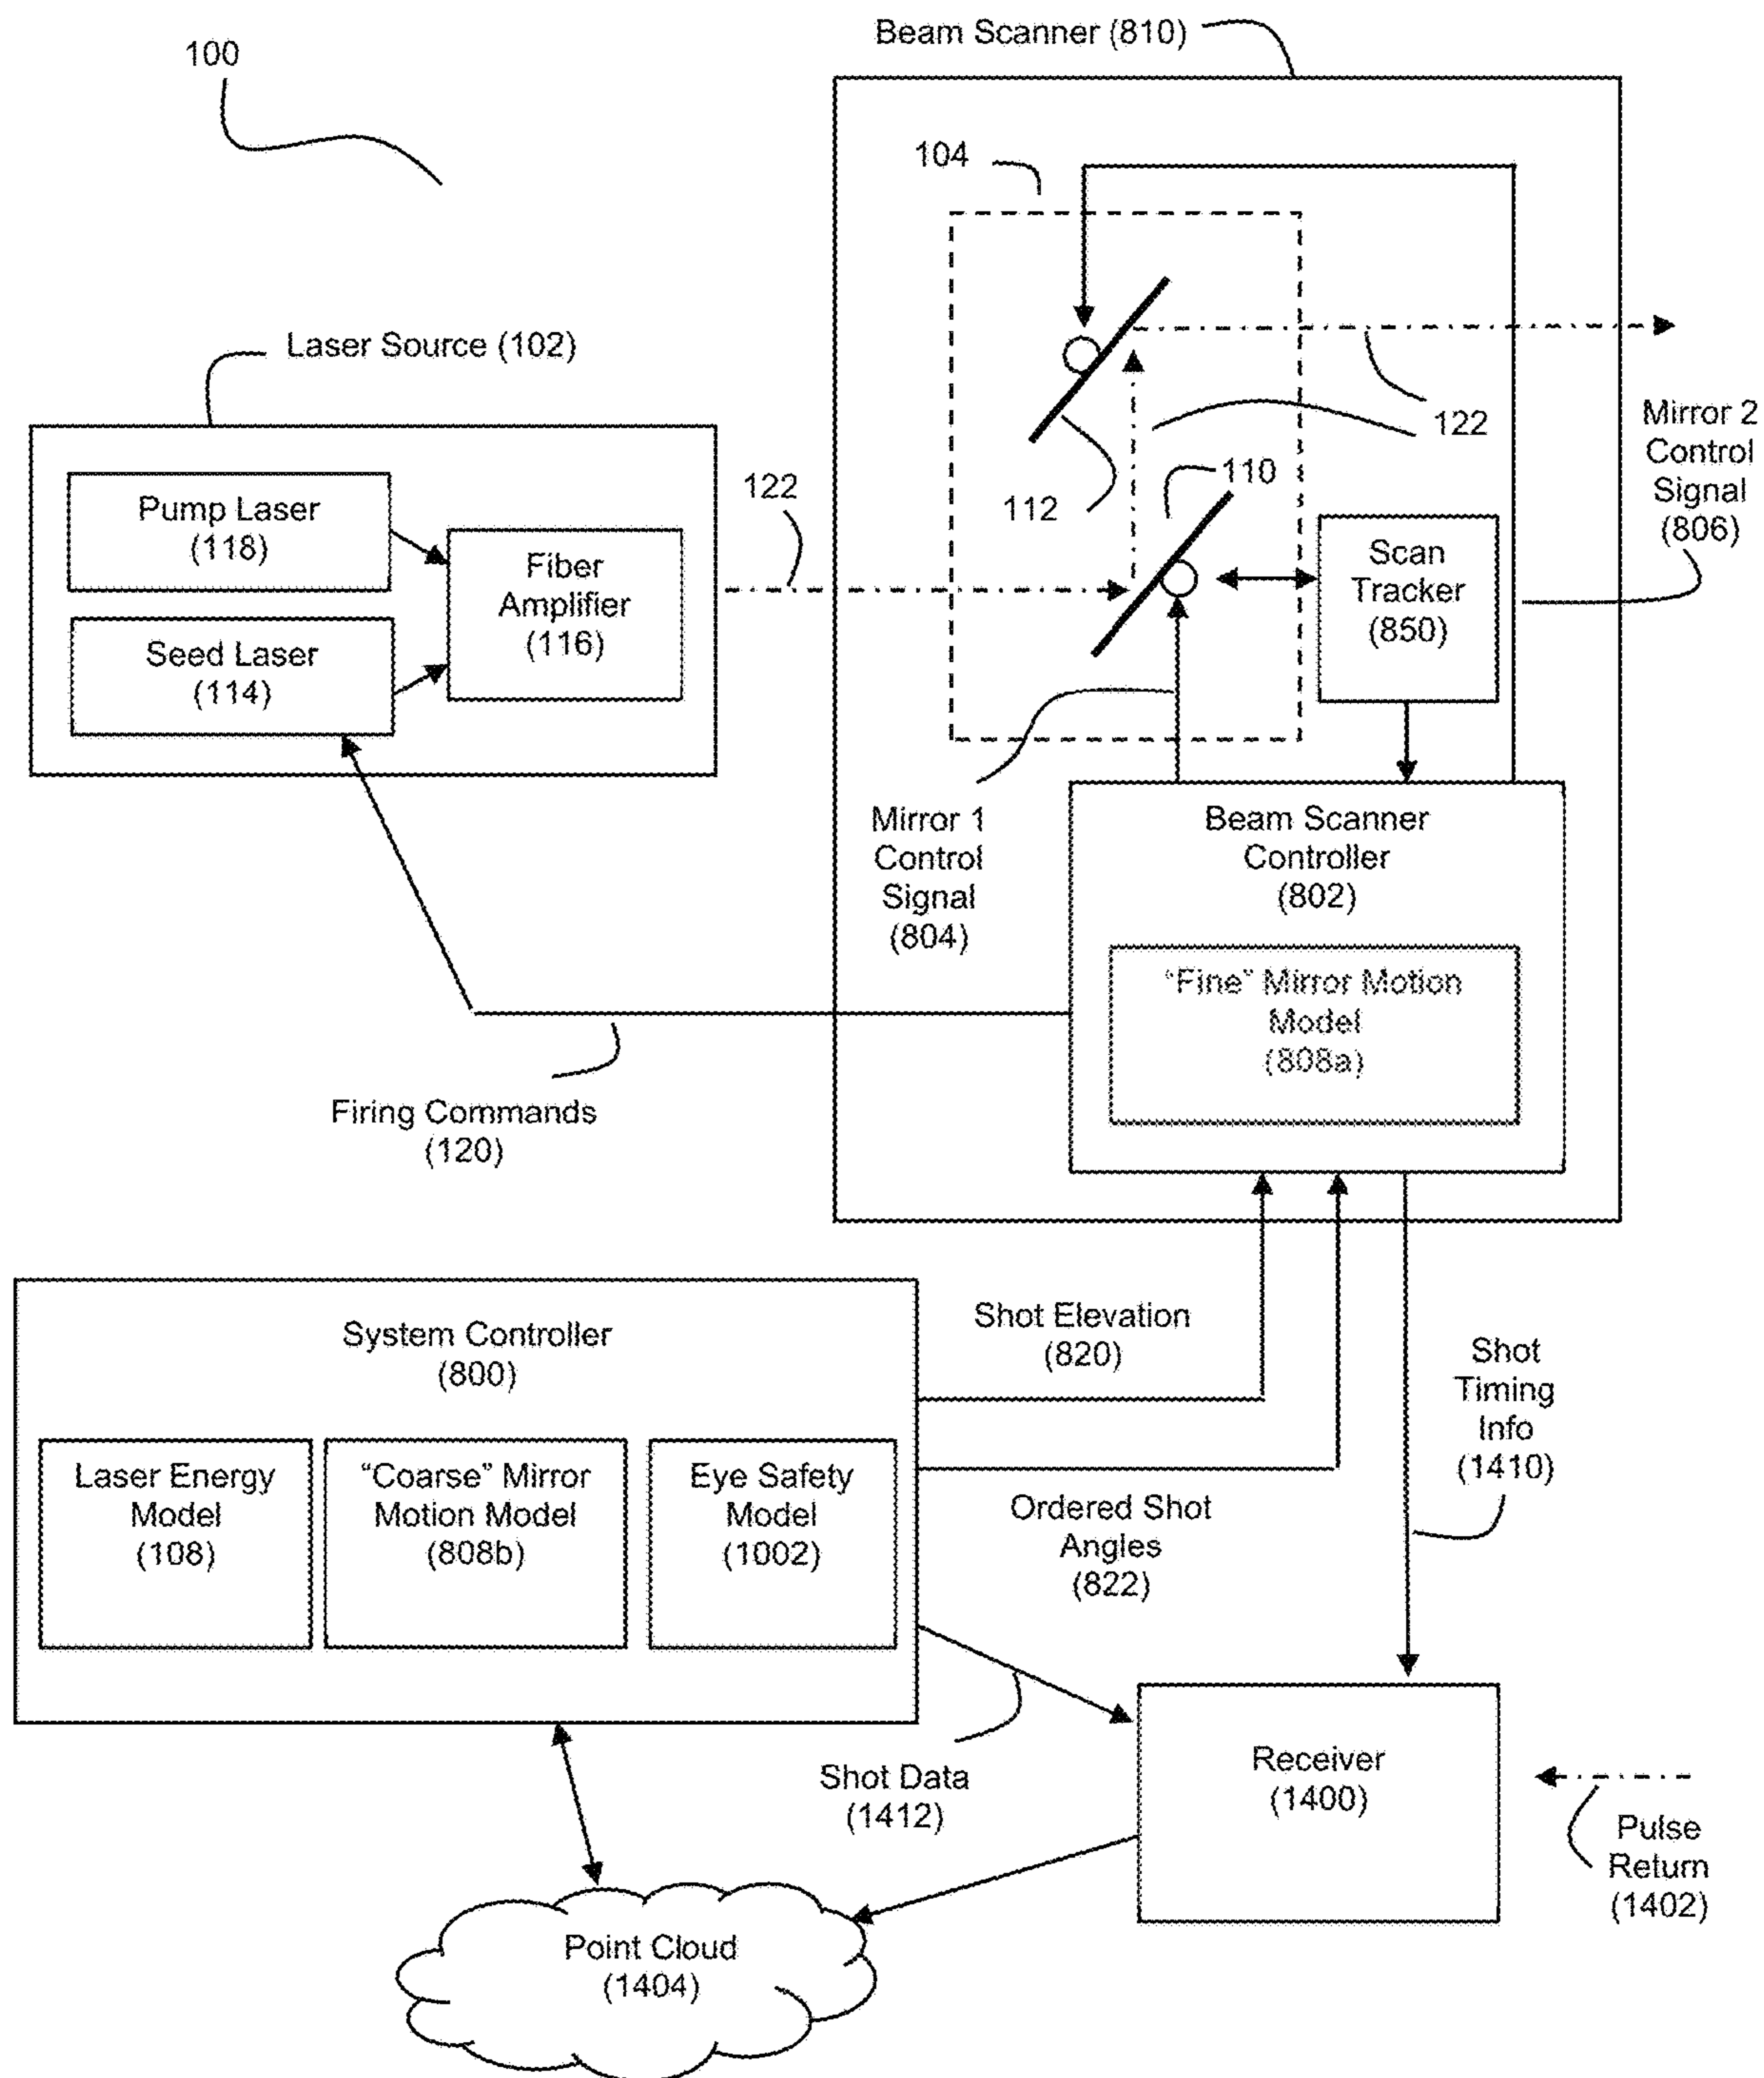 Beam Scanner (810)
100
104
Laser Source (102)
Pump Laser
(118)
Seed Laser
(114)
Fiber
Amplifier
(116)
122
112
110
122
Mirror 2
Control
Signal
(806)
Scan
Tracker
(850)
Mirror 1
Control
Signal
(804)
Beam Scanner
Controller
(802)
"Fine" Mirror Motion
Model
(808a)
Firing Commands
(120)
System Controller
(800)
Laser Energy
Model
(108)
“Coarse” Mirror
Motion Model
(808b)
Eye Safety
Model
(1002)
Shot Elevation
(820)
Ordered Shot
Angles
(822)
Shot
Timing
Info
(1410)
Shot Data
(1412)
Receiver
(1400)
Pulse
Return
(1402)
Point Cloud
(1404)